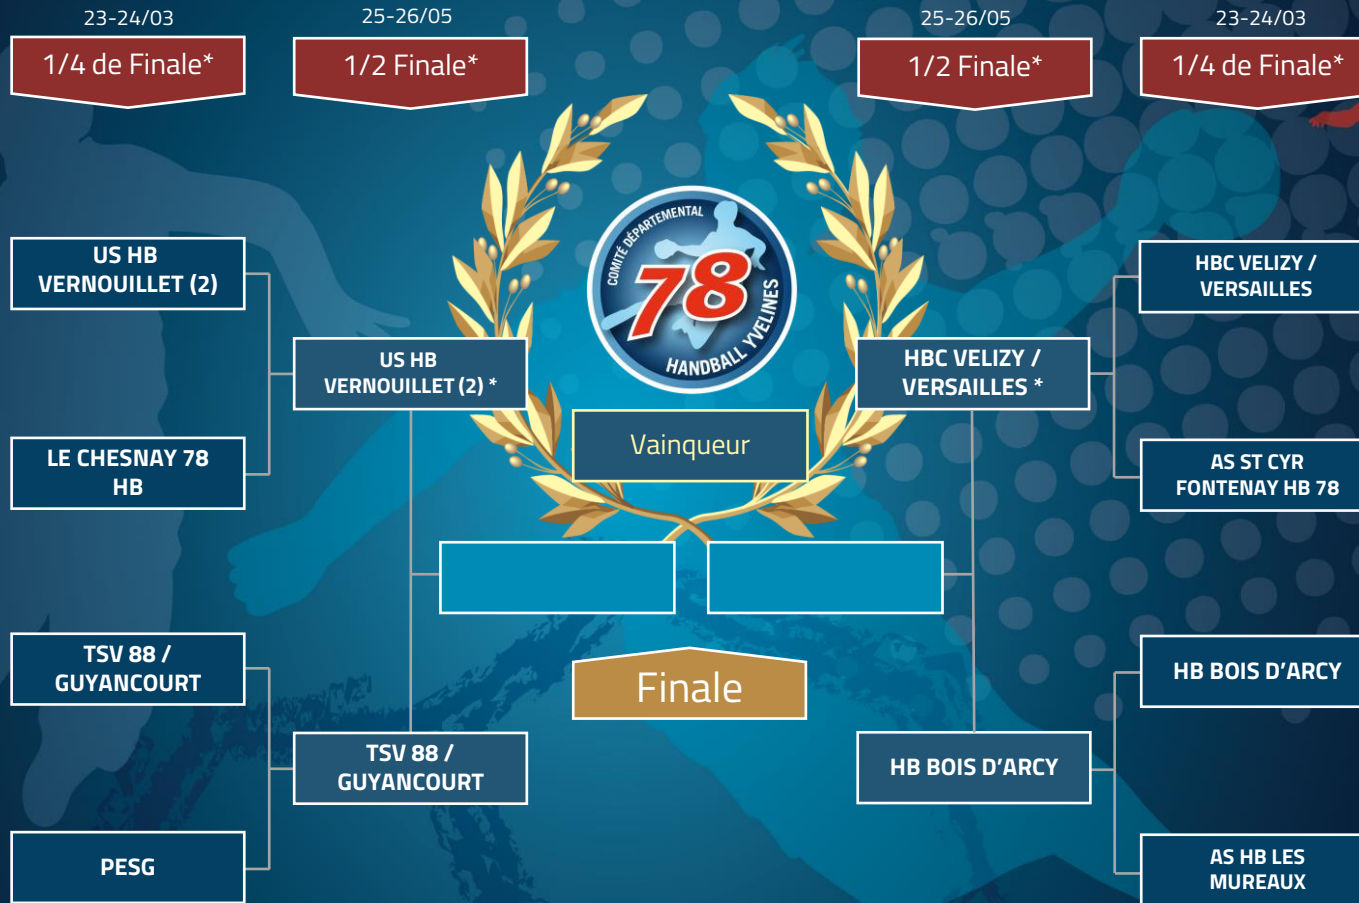 23-24/03
25-26/05
25-26/05
23-24/03
1/4 de Finale*
1/2 Finale*
1/2 Finale*
1/4 de Finale*
COMITÉ DÉPARTEMENTAL
78
HANDBALL YVELINES
US HB
VERNOUILLET (2)
HBC VELIZY /
VERSAILLES
US HB
VERNOUILLET (2) *
HBC VELIZY /
VERSAILLES *
Vainqueur
LE CHESNAY 78
HB
AS ST CYR
FONTENAY HB 78
TSV 88 /
GUYANCOURT
Finale
HB BOIS D’ARCY
TSV 88 /
GUYANCOURT
HB BOIS D’ARCY
PESG
AS HB LES
MUREAUX